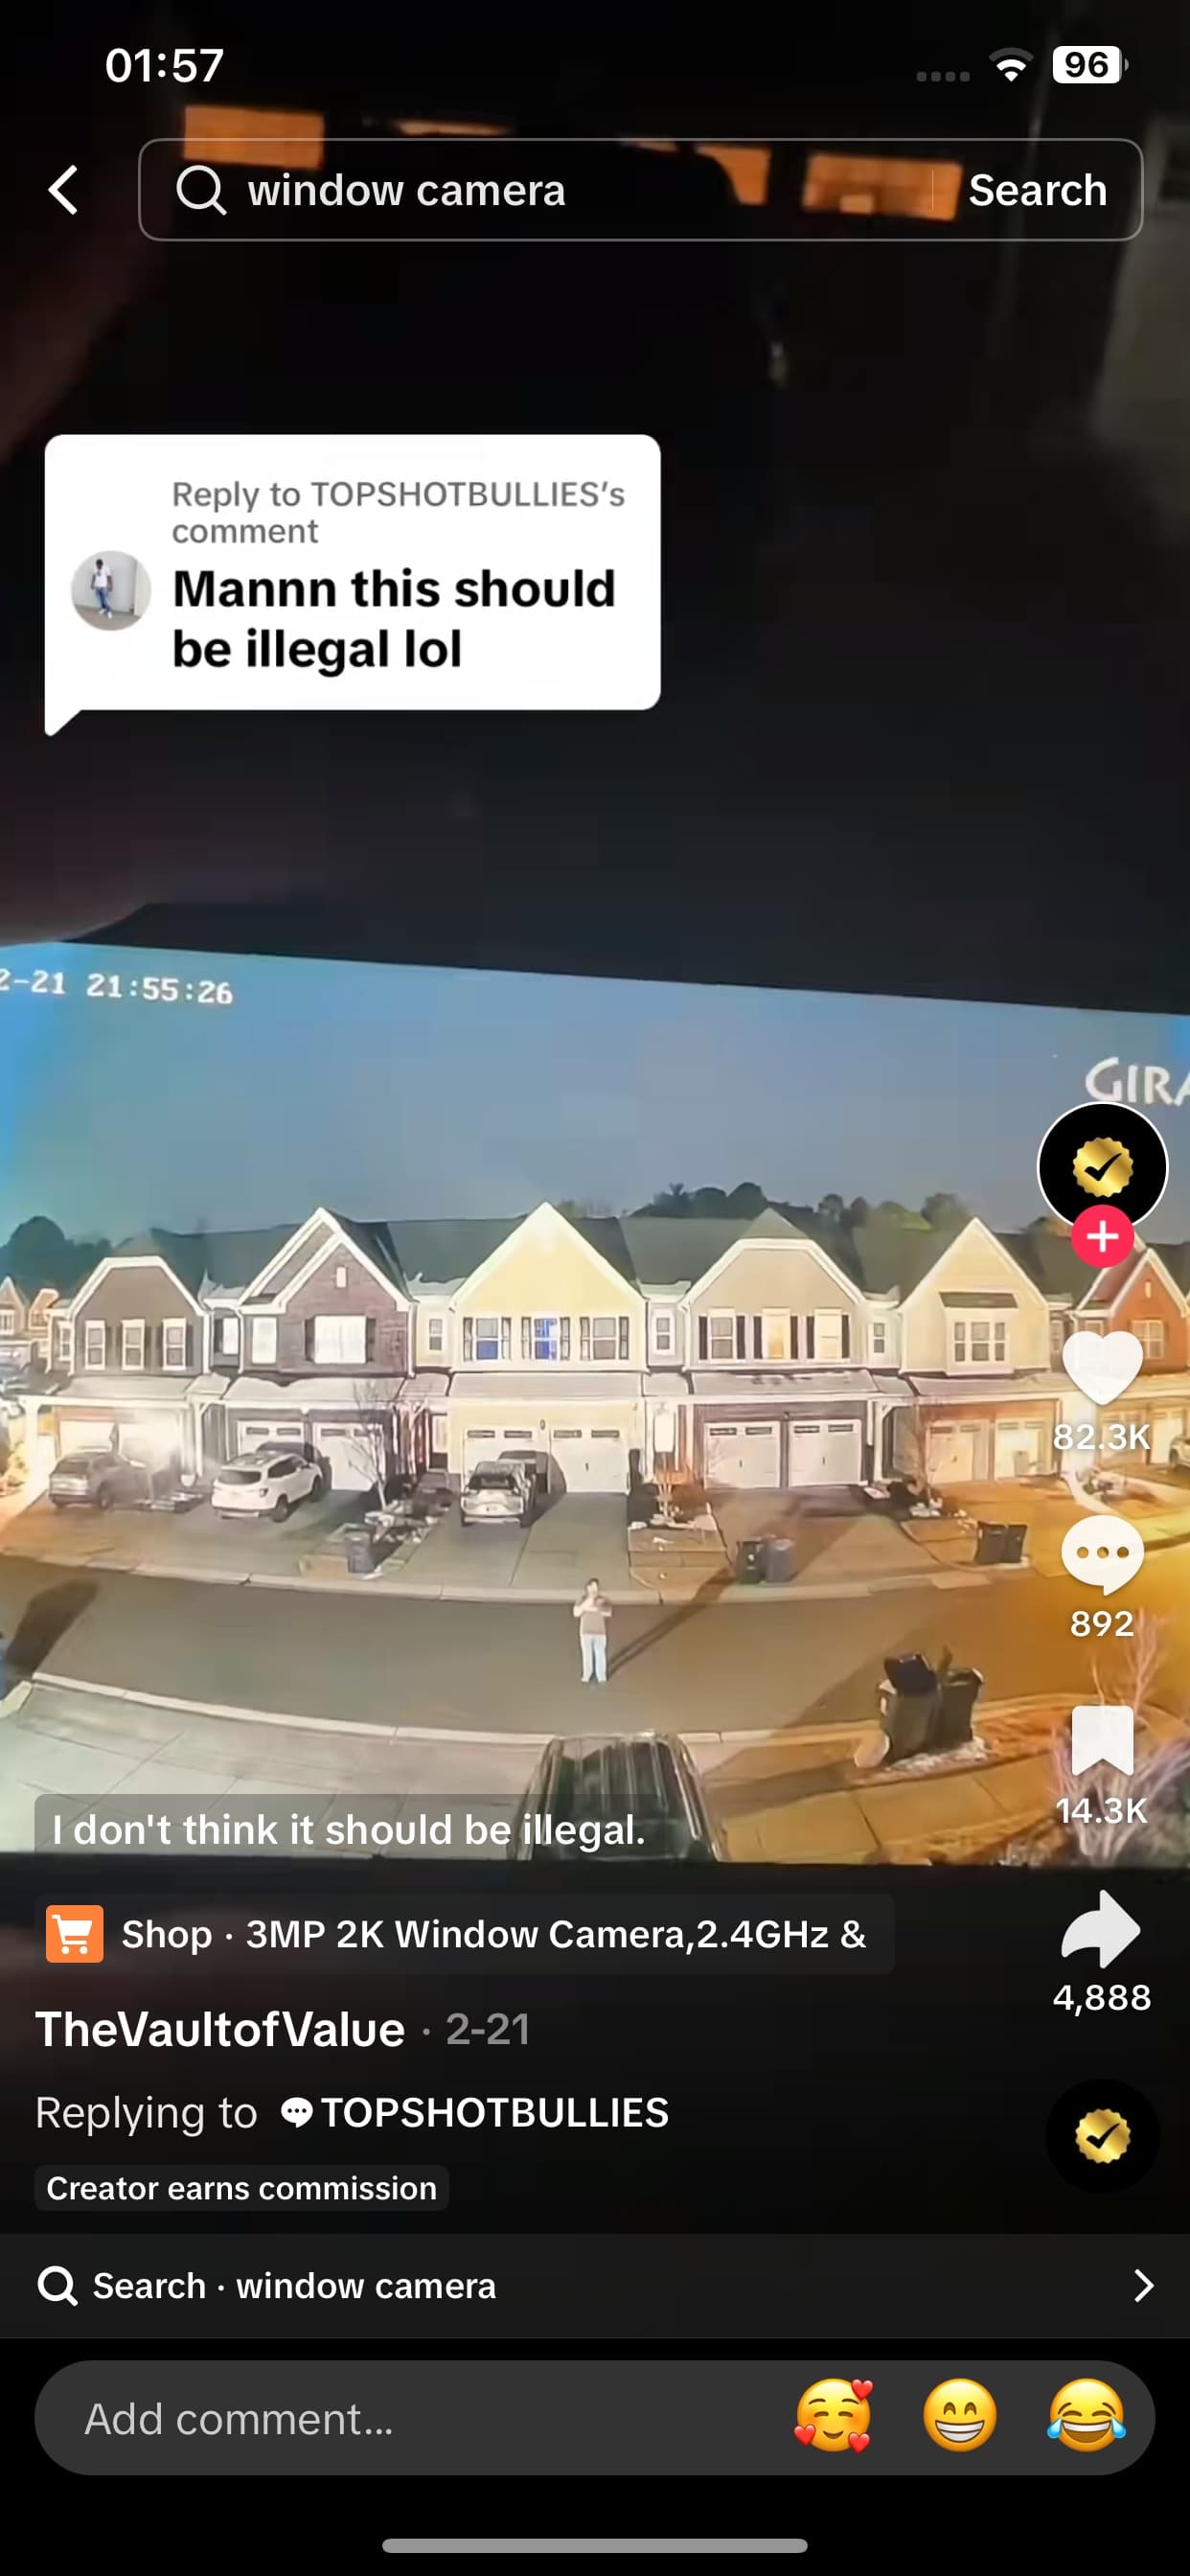 01:57
96
window camera
Search
Reply to TOPSHOTBULLIES's
comment
Mannn this should
be illegal lol
2-21 21:55:26
GIRA
82.3K
892
14.3K
I don't think it should be illegal.
Shop · 3MP 2K Window Camera,2.4GHz &
4,888
TheVaultofValue · 2-21
Replying to TOPSHOTBULLIES
Creator earns commission
Search · window camera
Add comment...